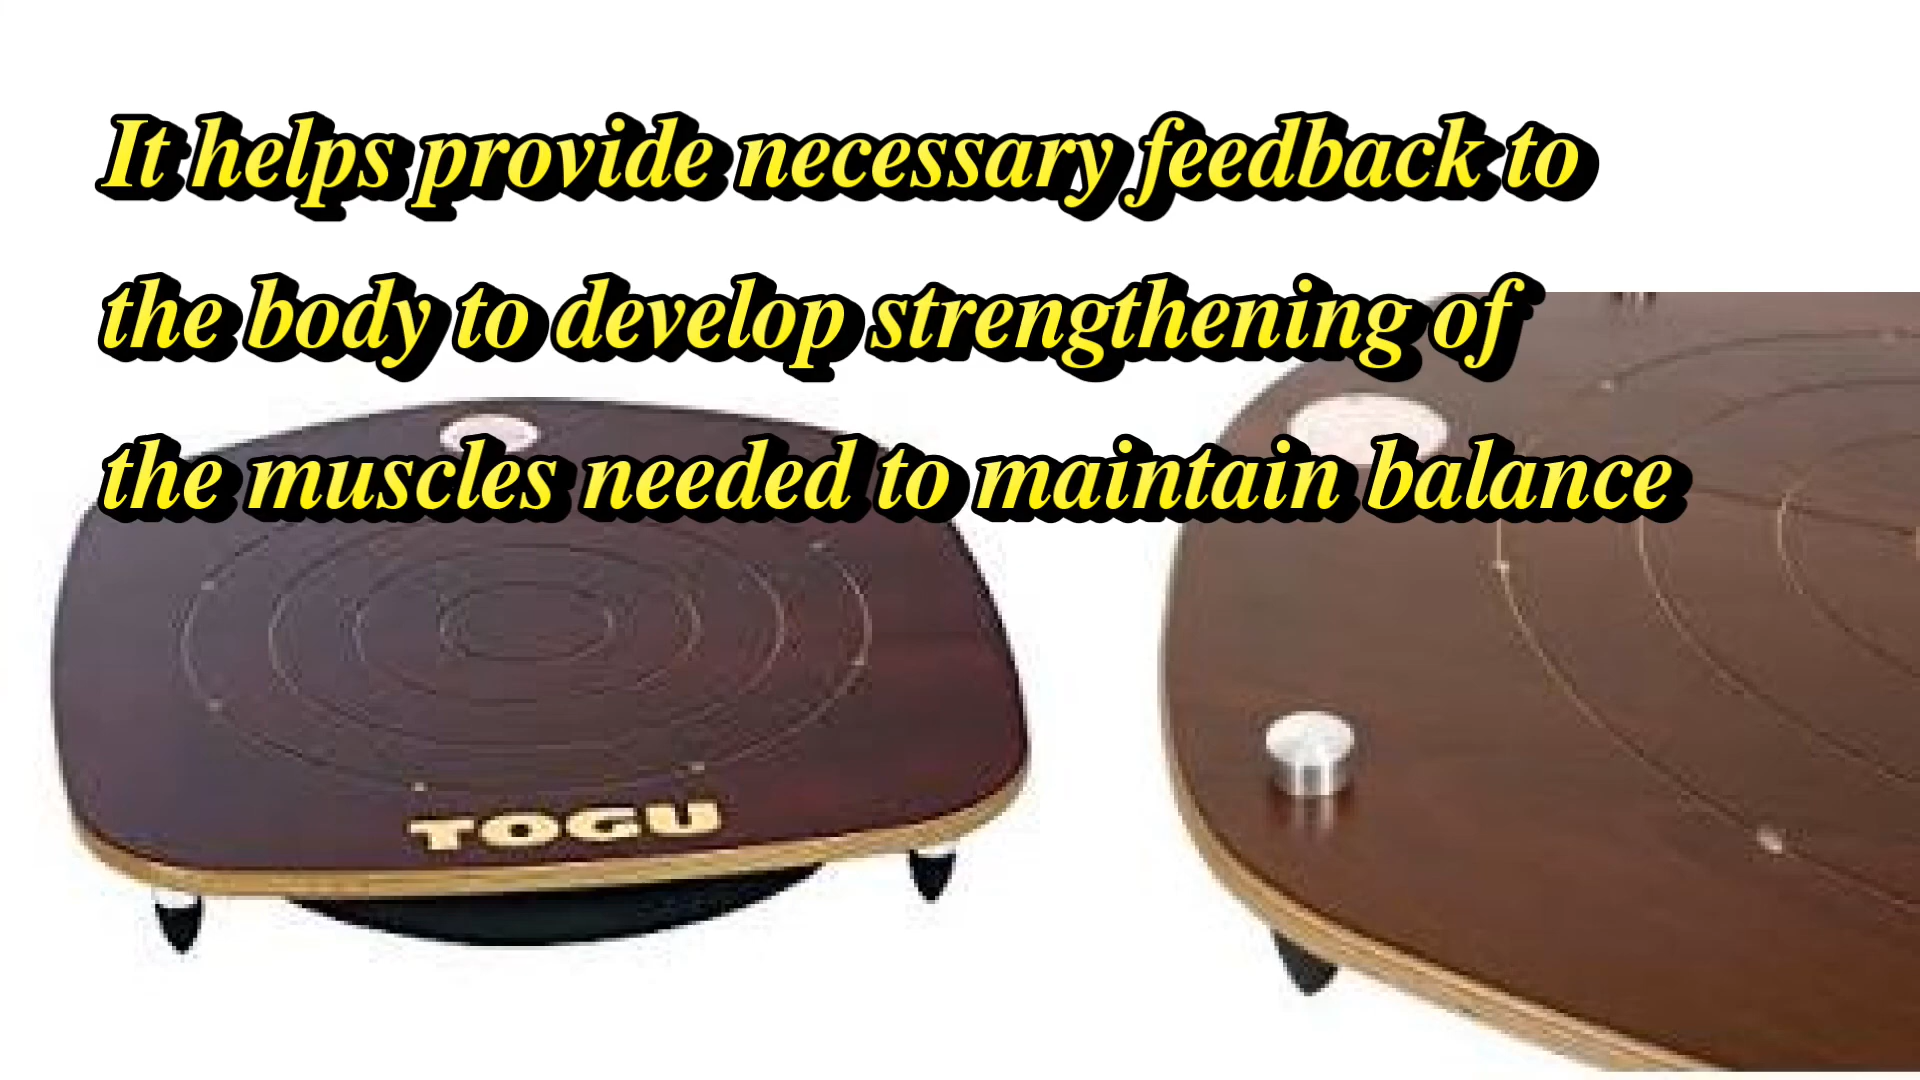 It helps provide necessary feedback to
the body to develop strengthening of
the muscles needed to maintain balance
TOGU